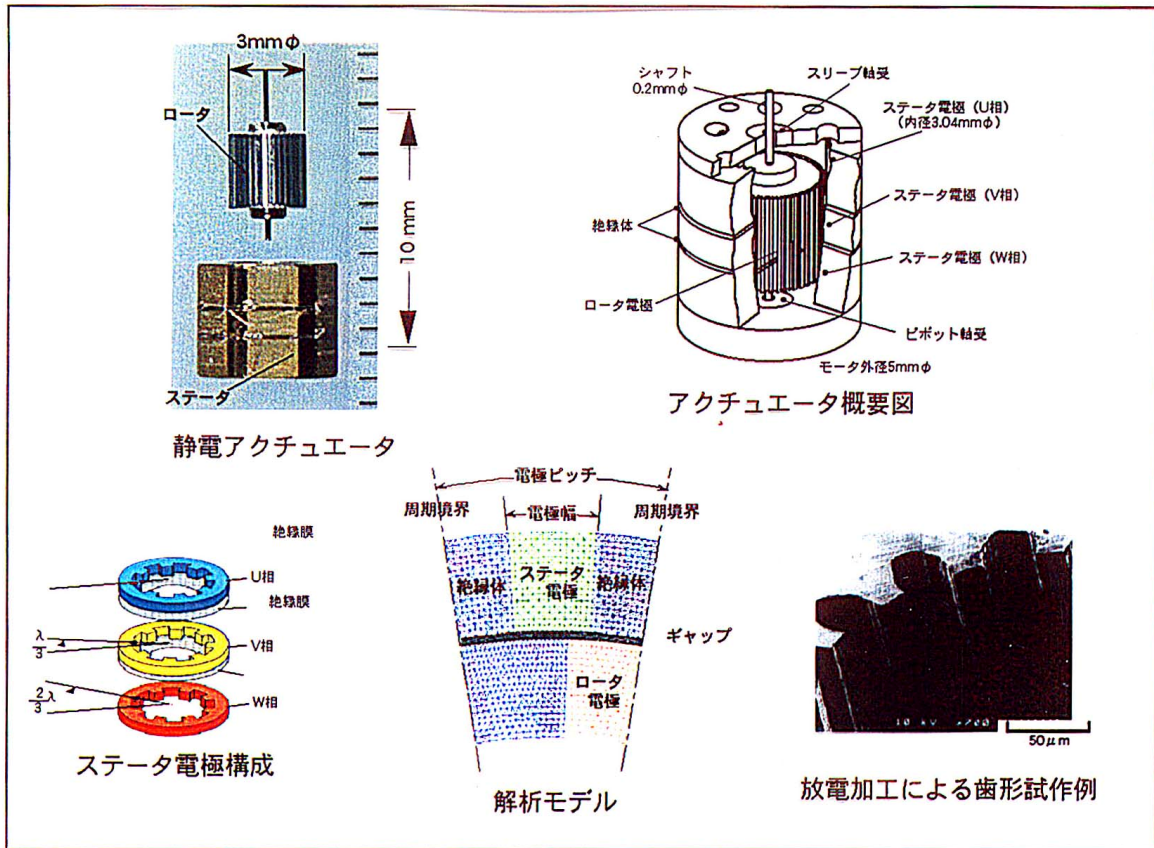 3mmφ
ロータ
10 mm
ステータ
静電アクチュエータ
シャフト
0.2mmφ
スリーブ軸受
ステータ電極（U相）
（内径3.04mmφ）
ステータ電極（V相）
絶縁体
ステータ電極（W相）
ロータ電極
ピボット軸受
モータ外径5mmφ
アクチュエータ概要図
絶縁膜
U相
絶縁膜
λ
3
V相
2
λ
3
W相
ステータ電極構成
電極ピッチ
周期境界
電極幅
周期境界
絶縁体
ステータ
電極
絶縁体
ギャップ
ロータ
電極
解析モデル
50μm
放電加工による歯形試作例